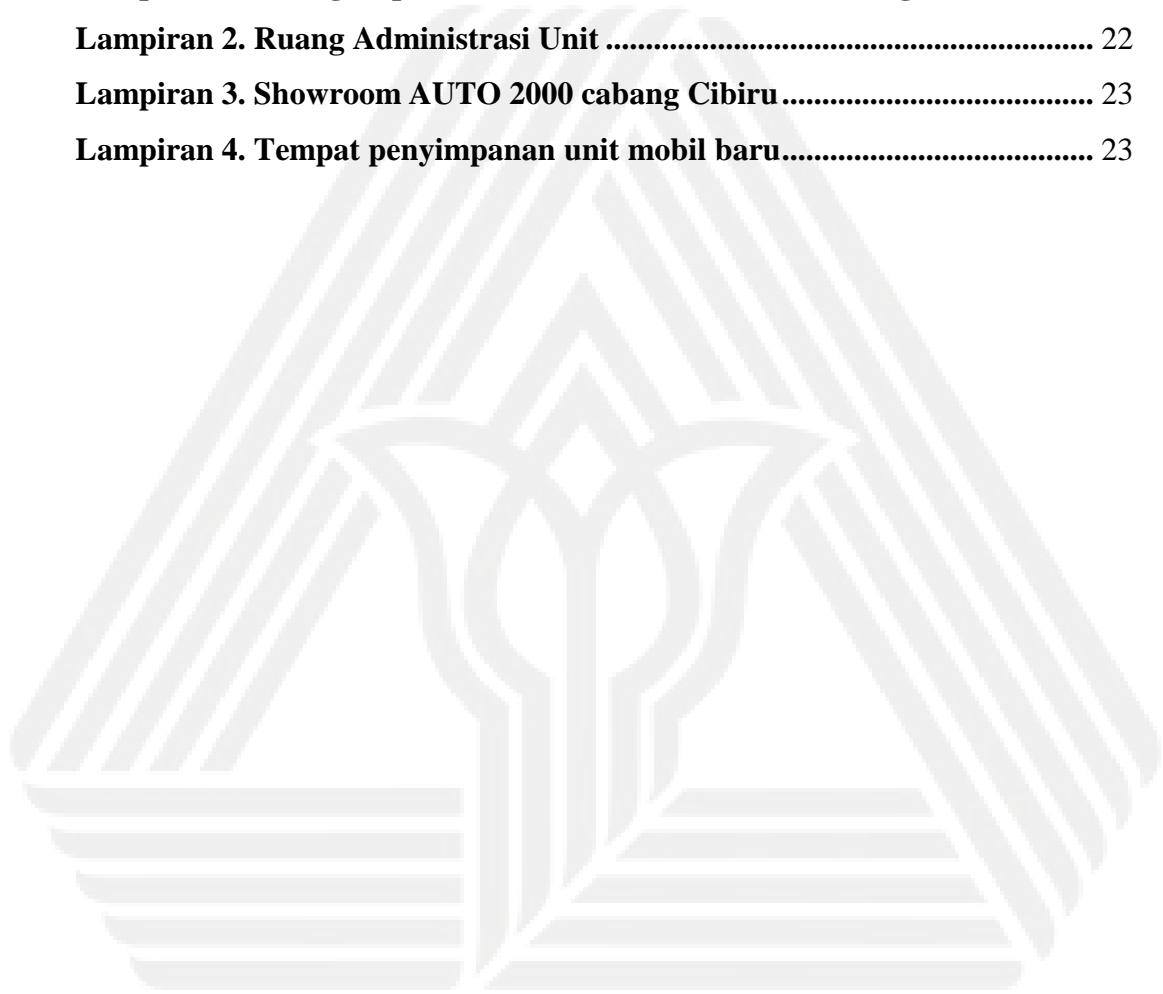 Lampiran 2. Ruang Administrasi Unit ............................................................. 22
Lampiran 3. Showroom AUTO 2000 cabang Cibiru ....................................... 23
Lampiran 4. Tempat penyimpanan unit mobil baru....................................... 23